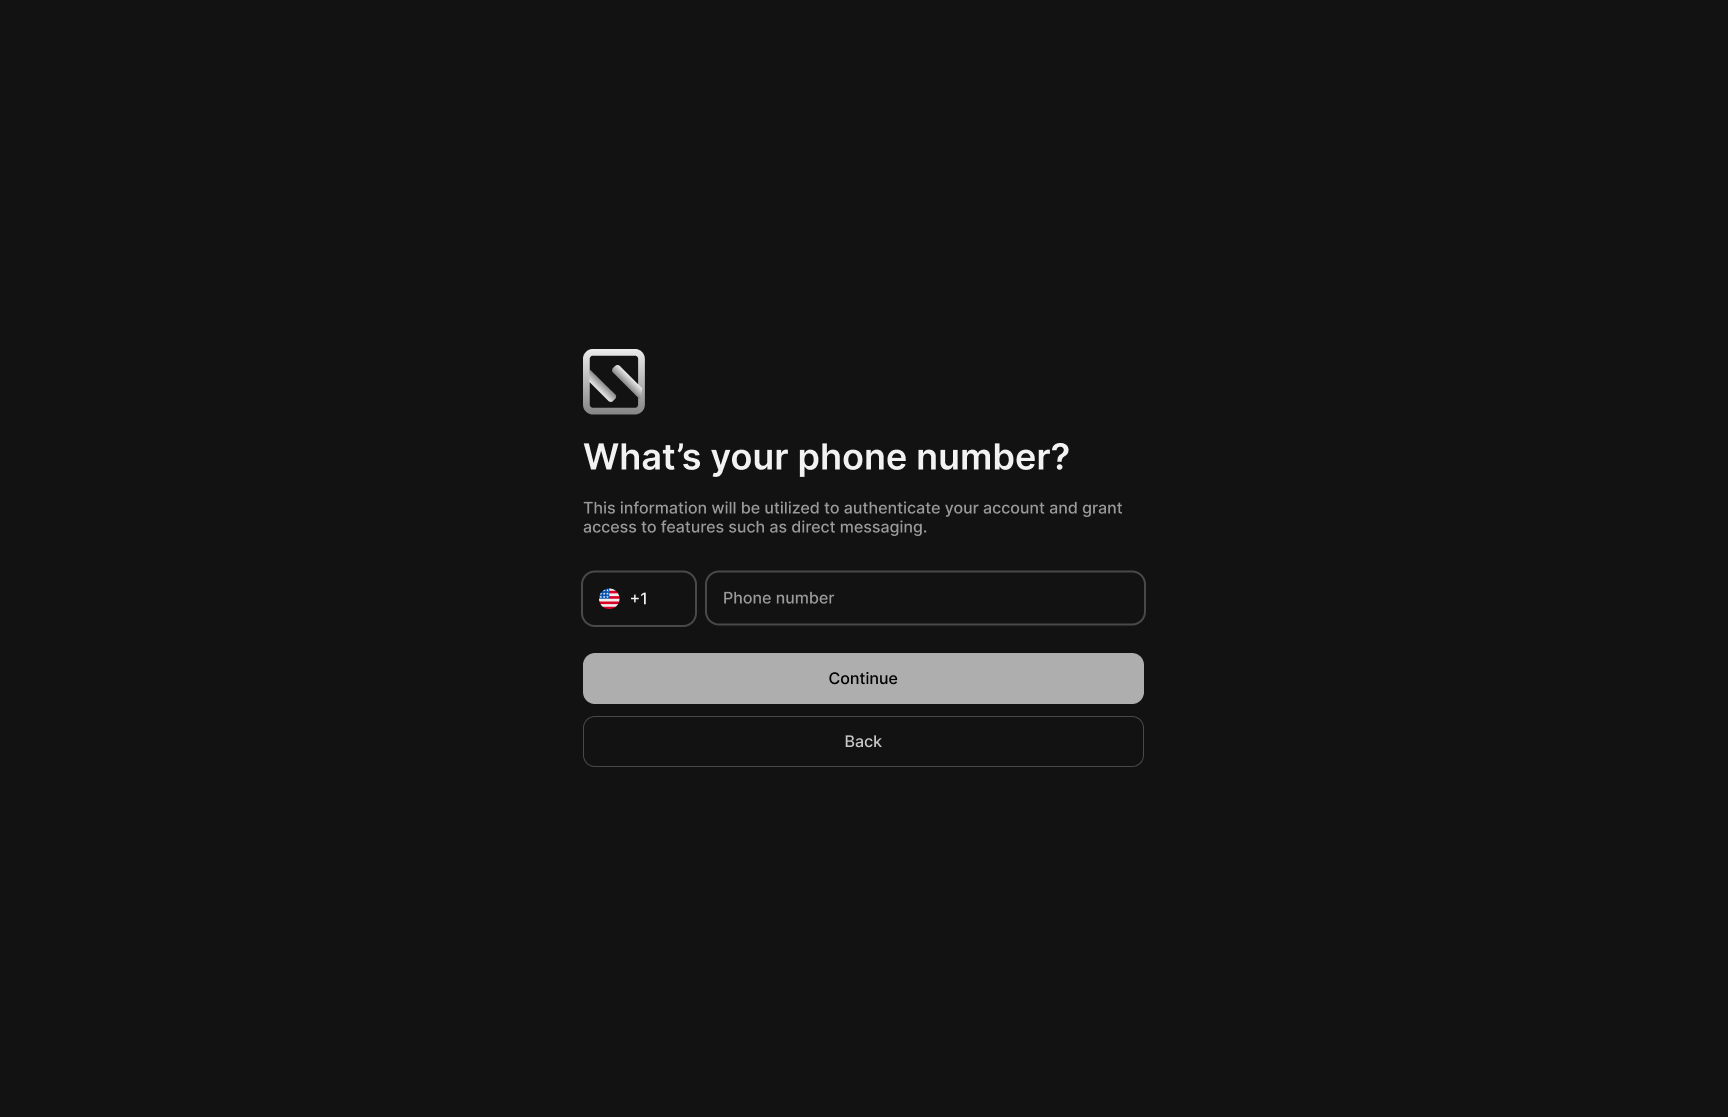 What’s your phone number?
This information will be utilized to authenticate your account and grant
access to features such as direct messaging.
+1
Phone number
Continue
Back